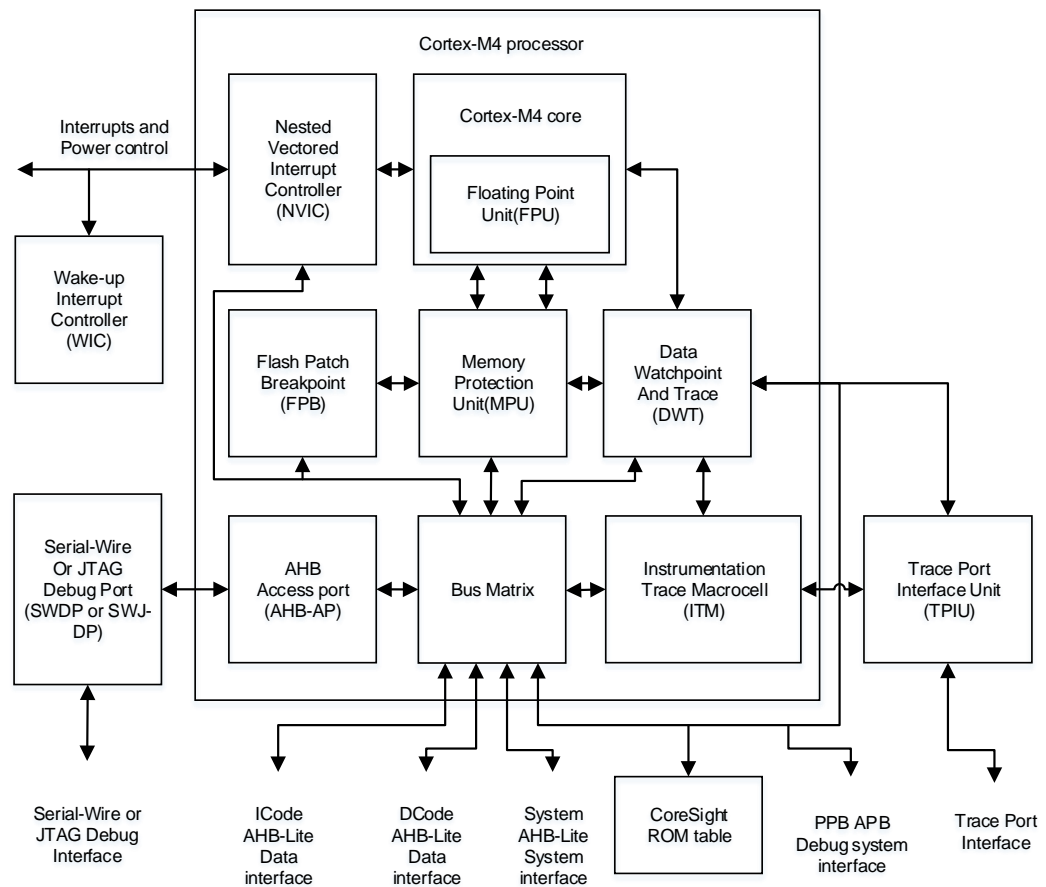 Cortex-M4 processor
Interrupts and
Power control
Nested
Vectored
Interrupt
Controller
(NVIC)
Cortex-M4 core
Floating Point
Unit(FPU)
Wake-up
Interrupt
Controller
(WIC)
Flash Patch
Breakpoint
(FPB)
Memory
Protection
Unit(MPU)
Data
Watchpoint
And Trace
(DWT)
Serial-Wire
Or JTAG
Debug Port
(SWDP or SWJ-
DP)
AHB
Access port
(AHB-AP)
Bus Matrix
Instrumentation
Trace Macrocell
(ITM)
Trace Port
Interface Unit
(TPIU)
Serial-Wire or
JTAG Debug
Interface
ICode
AHB-Lite
Data
interface
DCode
AHB-Lite
Data
interface
System
AHB-Lite
System
interface
CoreSight
ROM table
PPB APB
Debug system
interface
Trace Port
Interface